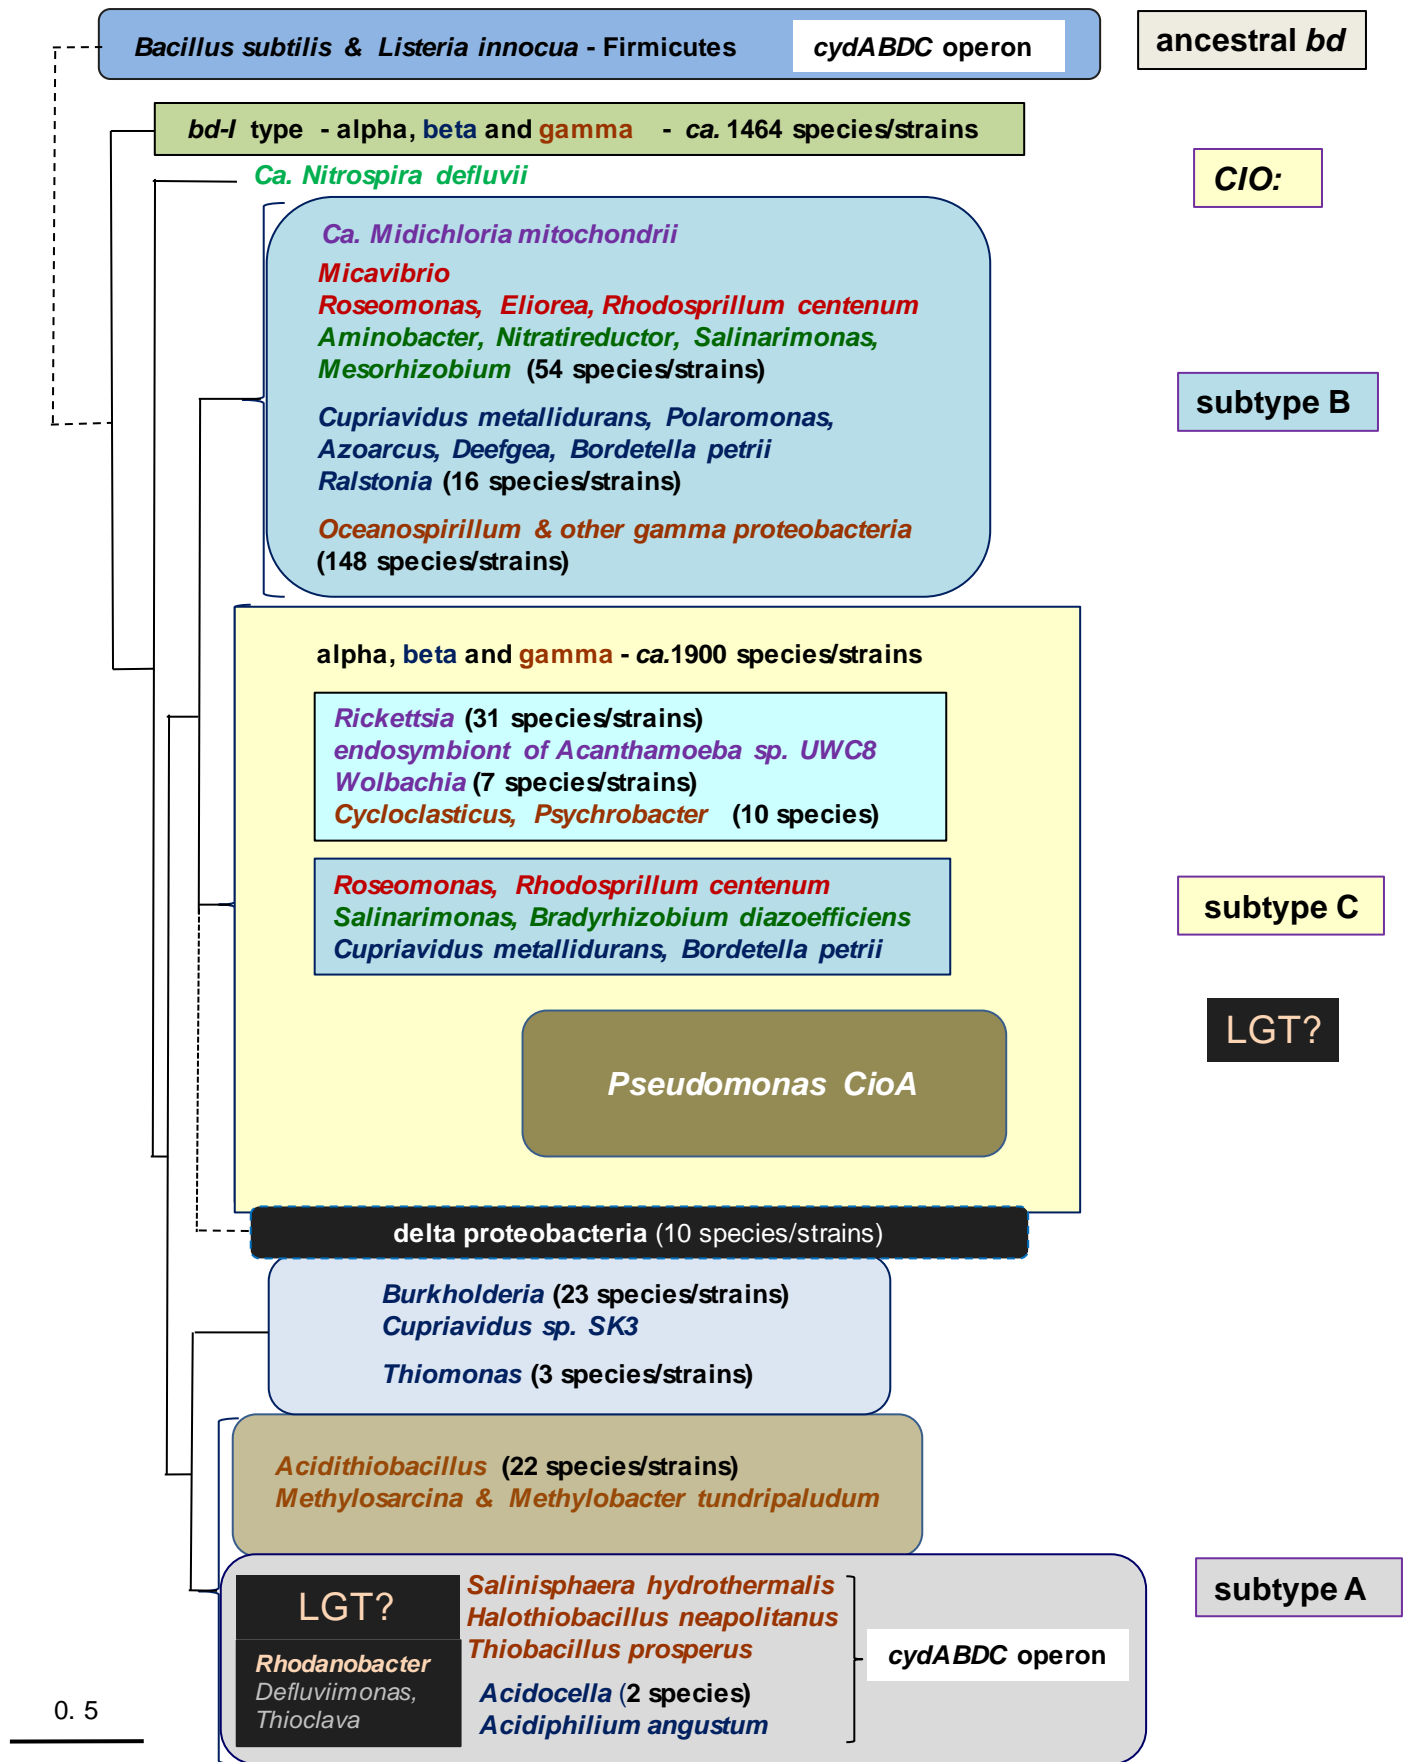 Bacillus subtilis & Listeria innocua - Firmicutes
cydABDC operon
ancestral bd
bd-I type - alpha, beta and gamma - ca. 1464 species/strains
Ca. Nitrospira defluvii
CIO:
Ca. Midichloria mitochondrii
Micavibrio
Roseomonas, Eliorea, Rhodosprillum centenum
Aminobacter, Nitratireductor, Salinarimonas,
Mesorhizobium (54 species/strains)
Cupriavidus metallidurans, Polaromonas,
Azoarcus, Deefgea, Bordetella petrii
Ralstonia (16 species/strains)
Oceanospirillum & other gamma proteobacteria
(148 species/strains)
subtype B
alpha, beta and gamma - ca.1900 species/strains
Rickettsia (31 species/strains)
endosymbiont of Acanthamoeba sp. UWC8
Wolbachia (7 species/strains)
Cycloclasticus, Psychrobacter (10 species)
Roseomonas, Rhodosprillum centenum
Salinarimonas, Bradyrhizobium diazoefficiens
Cupriavidus metallidurans, Bordetella petrii
subtype C
LGT?
Pseudomonas CioA
delta proteobacteria (10 species/strains)
Burkholderia (23 species/strains)
Cupriavidus sp. SK3
Thiomonas (3 species/strains)
Acidithiobacillus (22 species/strains)
Methylosarcina & Methylobacter tundripaludum
subtype A
LGT?
Rhodanobacter
Defluviimonas,
Thioclava
Salinisphaera hydrothermalis
Halothiobacillus neapolitanus
Thiobacillus prosperus
Acidocella (2 species)
Acidiphilium angustum
cydABDC operon
0. 5